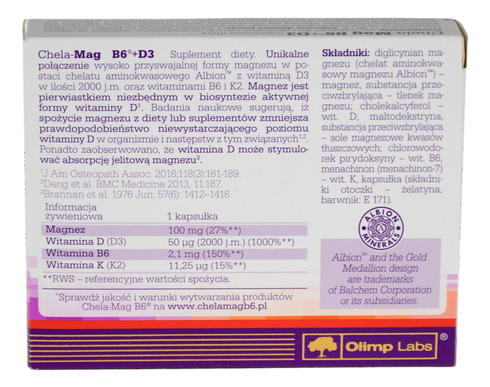 Chela-Mag B6®+D3
Chela-Mag B6®+D3 Suplement diety. Unikalne
połączenie wysoko przyswajalnej formy magnezu w po-
staci chelatu aminokwasowego Albion™ z witaminą D3
w ilości 2000 j.m. oraz witaminami B6 i K2. Magnez jest
pierwiastkiem niezbędnym w biosyntezie aktywnej
formy witaminy D¹. Badania naukowe sugerują, iż
spożycie magnezu z diety lub suplementów zmniejsza
prawdopodobieństwo niewystarczającego poziomu
witaminy D w organizmie i następstw z tym związanych¹,².
Ponadto zaobserwowano, że witamina D może stymulo-
wać absorpcję jelitową magnezu³.
¹J Am Osteopath Assoc. 2018;118(3):181-189.
²Deng et al. BMC Medicine 2013, 11:187.
³Brannan et al. 1976 Jun; 57(6): 1412–1418.
Informacja
żywieniowa 1 kapsułka
Magnez 100 mg (27%**)
Witamina D (D3) 50 µg (2000 j.m.) (1000%**)
Witamina B6 2,1 mg (150%**)
Witamina K (K2) 11,25 µg (15%**)
**RWS – referencyjne wartości spożycia.
*Sprawdź jakość i warunki wytwarzania produktów
Chela-Mag B6® na www.chelamagb6.pl
Składniki: diglicynian ma-
gnezu (chelat aminokwa-
sowy magnezu Albion™) –
magnez, substancja prze-
ciwzbrylająca – tlenek ma-
gnezu; cholekalcyferol –
wit. D, maltodekstryna,
substancja przeciwzbrylająca
– sole magnezowe kwasów
tłuszczowych; chlorowodo-
rek pirydoksyny – wit. B6,
menachinon (menachinon-7)
– wit. K, kapsułka (składni-
ki otoczki – żelatyna,
barwnik: E 171).
ALBION
MINERALS
Albion™ and the Gold
Medallion design
are trademarks
of Balchem Corporation
or its subsidiaries.
Olimp Labs®